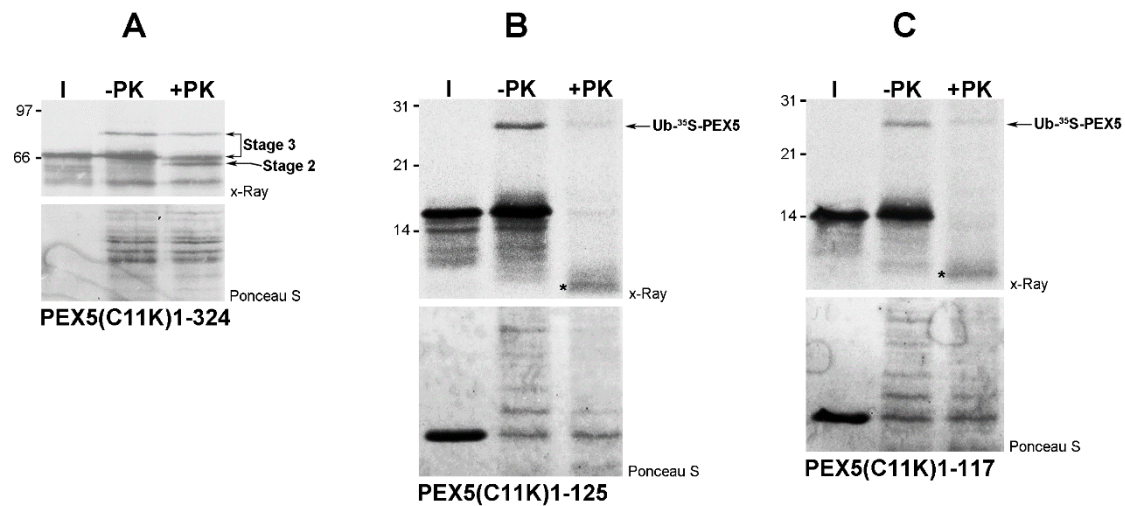 A
I -PK +PK
97-
66-
Stage 3
Stage 2
x-Ray
Ponceau S
PEX5(C11K)1-324
B
I -PK +PK
31-
Ub-35S-PEX5
21-
14-
*
x-Ray
Ponceau S
PEX5(C11K)1-125
C
I -PK +PK
31-
Ub-35S-PEX5
21-
14-
*
x-Ray
Ponceau S
PEX5(C11K)1-117